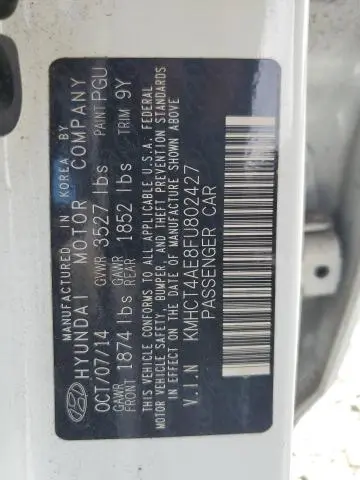 MANUFACTURED IN KOREA BY
HYUNDAI MOTOR COMPANY
OCT/07/14 GVWR 3527 lbs PAINT PGU
GAWR FRONT 1874 lbs GAWR REAR 1852 lbs TRIM 9Y
THIS VEHICLE CONFORMS TO ALL APPLICABLE U.S.A. FEDERAL
MOTOR VEHICLE SAFETY, BUMPER, AND THEFT PREVENTION STANDARDS
IN EFFECT ON THE DATE OF MANUFACTURE SHOWN ABOVE
V.I.N KMHCT4AE8FU802427
PASSENGER CAR